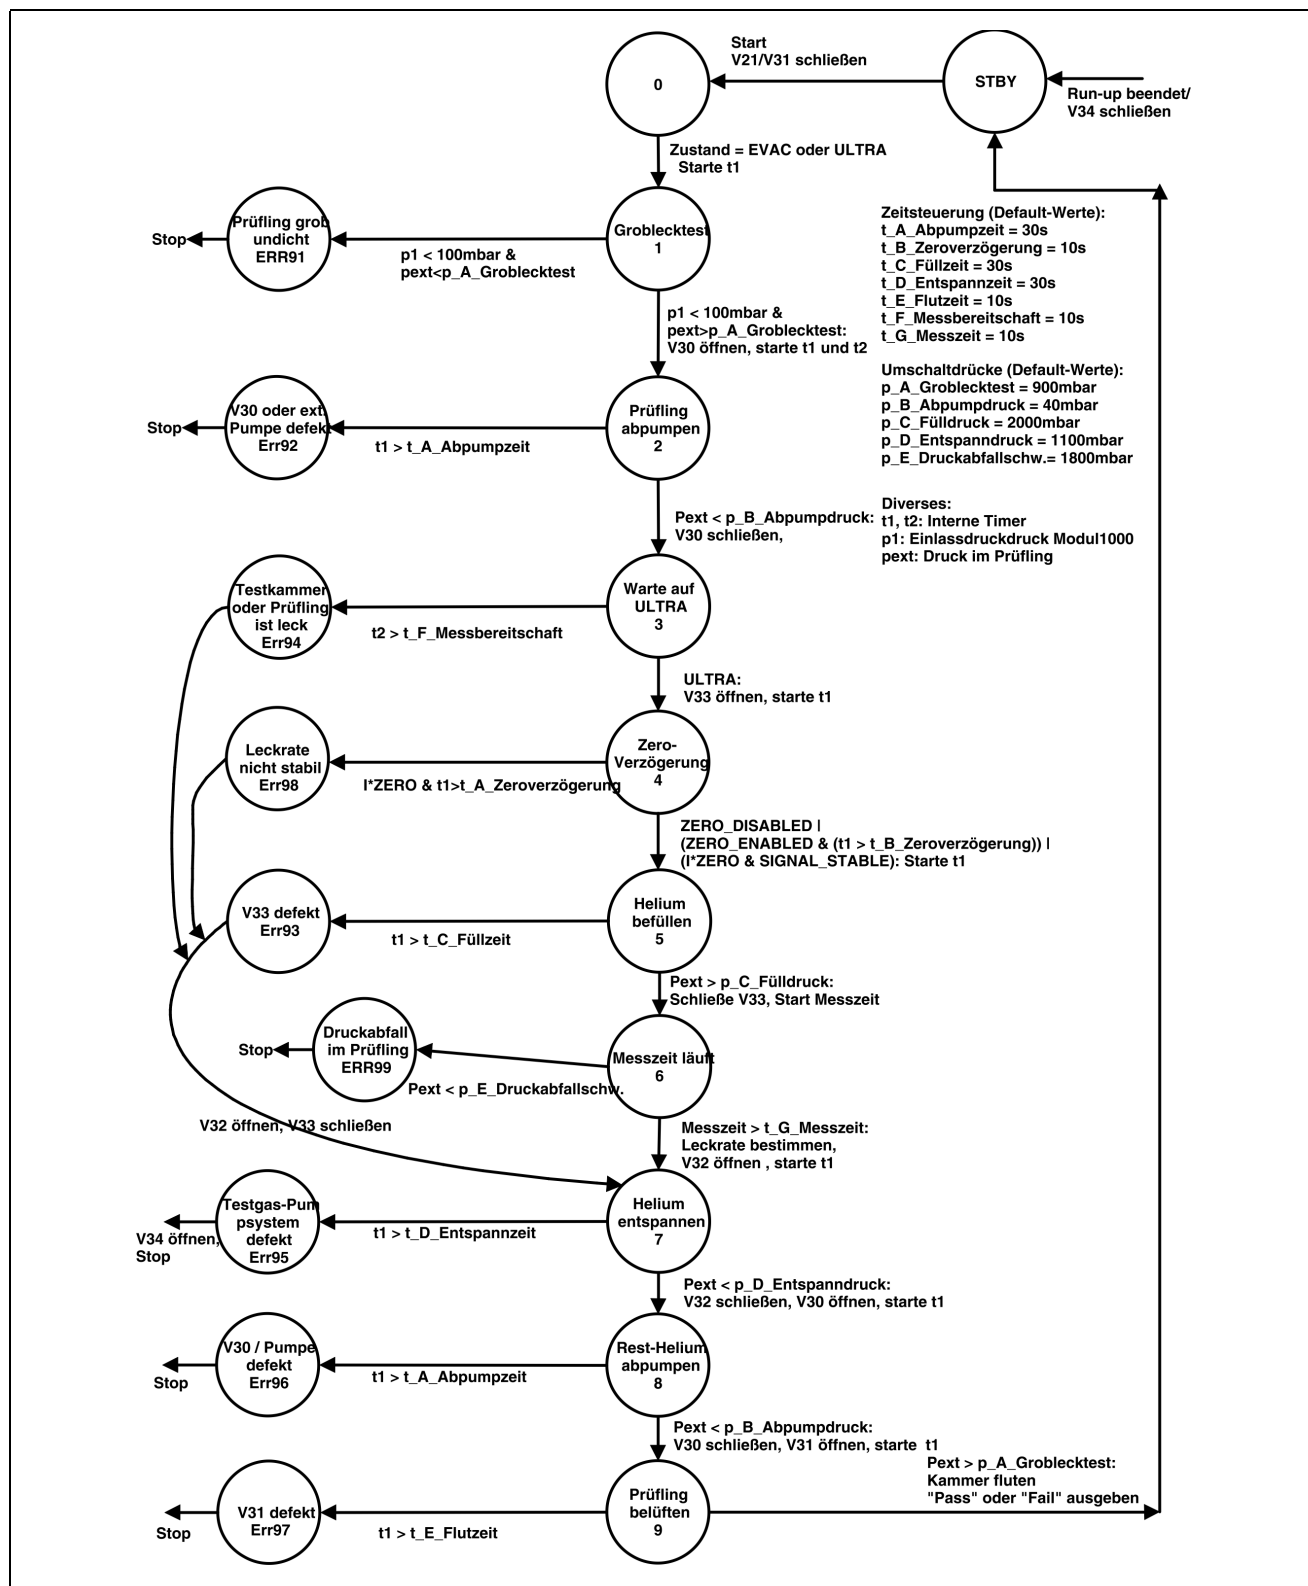 Start
V21/V31 schließen
0
STBY
Run-up beendet/
V34 schließen
Zustand = EVAC oder ULTRA
Starte t1
Prüfling grob
undicht
ERR91
Stop
Groblecktest
1
p1 < 100mbar &
pext<p_A_Groblecktest
Zeitsteuerung (Default-Werte):
t_A_Abpumpzeit = 30s
t_B_Zeroverzögerung = 10s
t_C_Füllzeit = 30s
t_D_Entspannzeit = 30s
t_E_Flutzeit = 10s
t_F_Messbereitschaft = 10s
t_G_Messzeit = 10s
p1 < 100mbar &
pext>p_A_Groblecktest:
V30 öffnen, starte t1 und t2
Umschaltdrücke (Default-Werte):
p_A_Groblecktest = 900mbar
p_B_Abpumpdruck = 40mbar
p_C_Fülldruck = 2000mbar
p_D_Entspanndruck = 1100mbar
p_E_Druckabfallschw.= 1800mbar
V30 oder ext.
Pumpe defekt
Err92
Stop
Prüfling
abpumpen
2
t1 > t_A_Abpumpzeit
Pext < p_B_Abpumpdruck:
V30 schließen,
Diverses:
t1, t2: Interne Timer
p1: Einlassdruckdruck Modul1000
pext: Druck im Prüfling
Testkammer
oder Prüfling
ist leck
Err94
Warte auf
ULTRA
3
t2 > t_F_Messbereitschaft
ULTRA:
V33 öffnen, starte t1
Leckrate
nicht stabil
Err98
Zero-
Verzögerung
4
I*ZERO & t1>t_A_Zeroverzögerung
ZERO_DISABLED I
(ZERO_ENABLED & (t1 > t_B_Zeroverzögerung)) I
(I*ZERO & SIGNAL_STABLE): Starte t1
V33 defekt
Err93
Helium
befüllen
5
t1 > t_C_Füllzeit
Pext > p_C_Fülldruck:
Schließe V33, Start Messzeit
Druckabfall
im Prüfling
ERR99
Stop
Messzeit läuft
6
Pext < p_E_Druckabfallschw.
V32 öffnen, V33 schließen
Messzeit > t_G_Messzeit:
Leckrate bestimmen,
V32 öffnen , starte t1
Testgas-Pum
psystem
defekt
Err95
V34 öffnen,
Stop
Helium
entspannen
7
t1 > t_D_Entspannzeit
Pext < p_D_Entspanndruck:
V32 schließen, V30 öffnen, starte t1
V30 / Pumpe
defekt
Err96
Stop
Rest-Helium
abpumpen
8
t1 > t_A_Abpumpzeit
Pext < p_B_Abpumpdruck:
V30 schließen, V31 öffnen, starte t1
Pext > p_A_Groblecktest:
Kammer fluten
"Pass" oder "Fail" ausgeben
V31 defekt
Err97
Stop
Prüfling
belüften
9
t1 > t_E_Flutzeit